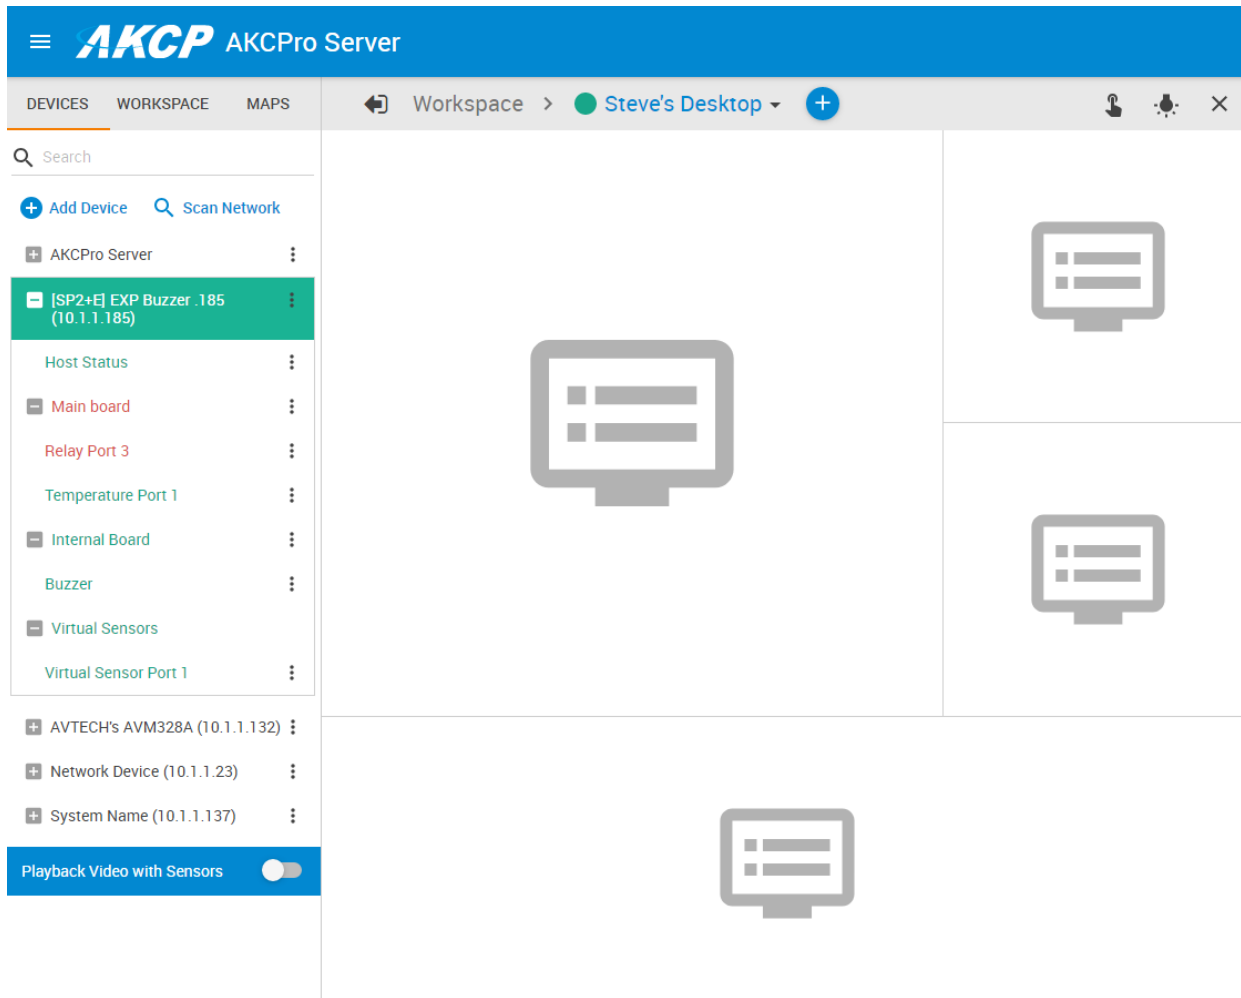 AKCP AKCPro Server
DEVICES WORKSPACE MAPS
Workspace > Steve's Desktop
Search
Add Device Scan Network
AKCPro Server
[SP2+E] EXP Buzzer .185
(10.1.1.185)
Host Status
Main board
Relay Port 3
Temperature Port 1
Internal Board
Buzzer
Virtual Sensors
Virtual Sensor Port 1
AVTECH's AVM328A (10.1.1.132)
Network Device (10.1.1.23)
System Name (10.1.1.137)
Playback Video with Sensors